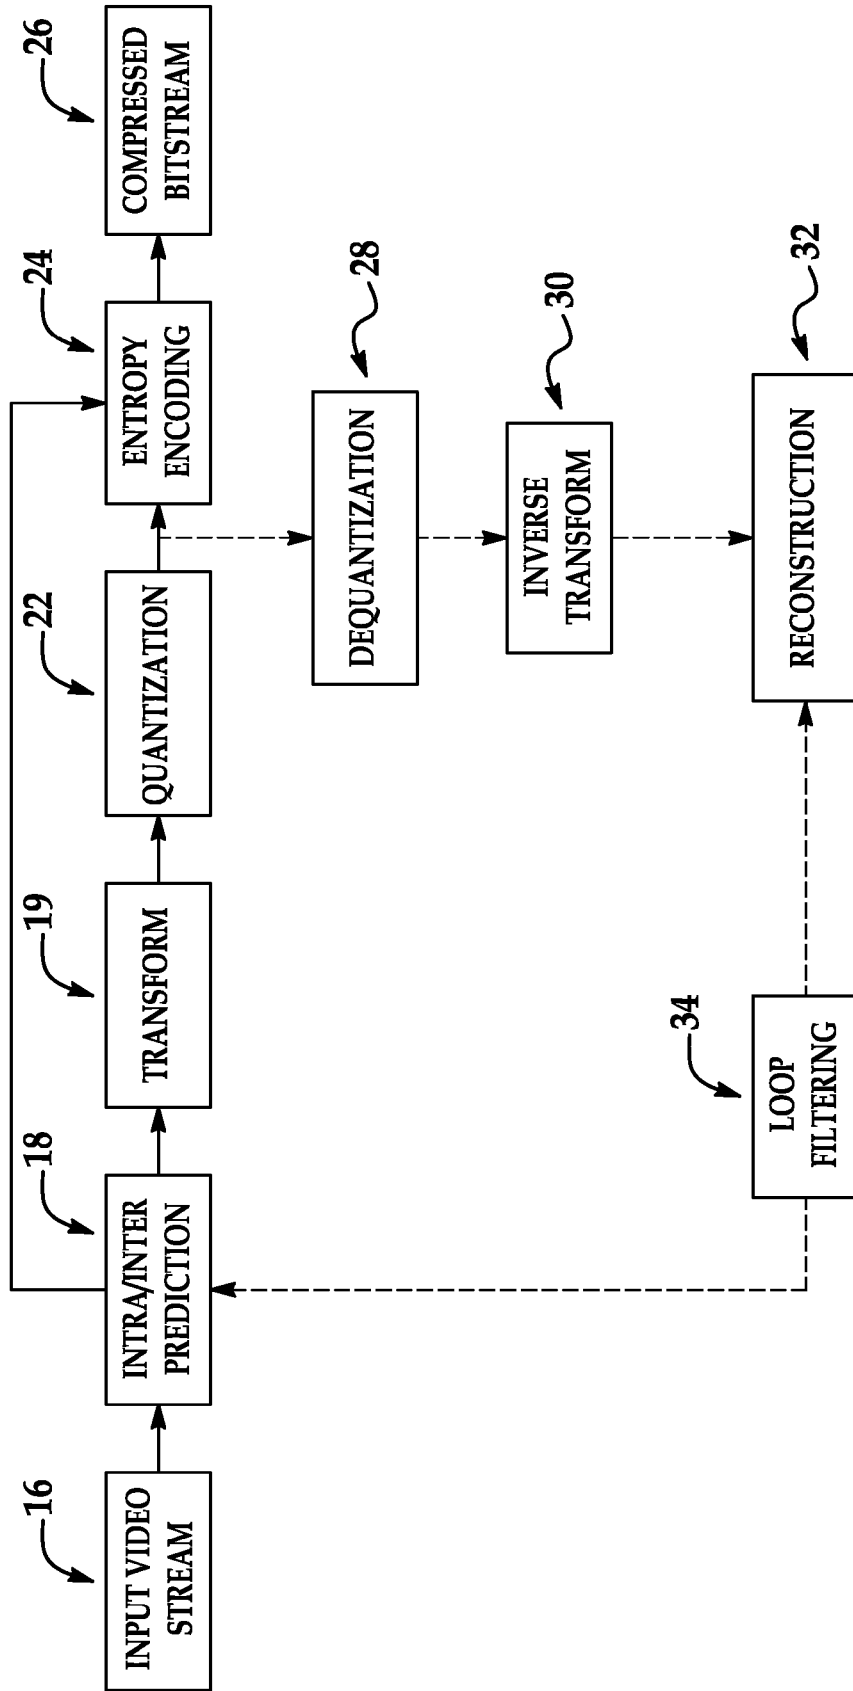 16
INPUT VIDEO
STREAM
18
INTRA/INTER
PREDICTION
19
TRANSFORM
22
QUANTIZATION
24
ENTROPY
ENCODING
26
COMPRESSED
BITSTREAM
28
DEQUANTIZATION
30
INVERSE
TRANSFORM
34
LOOP
FILTERING
32
RECONSTRUCTION